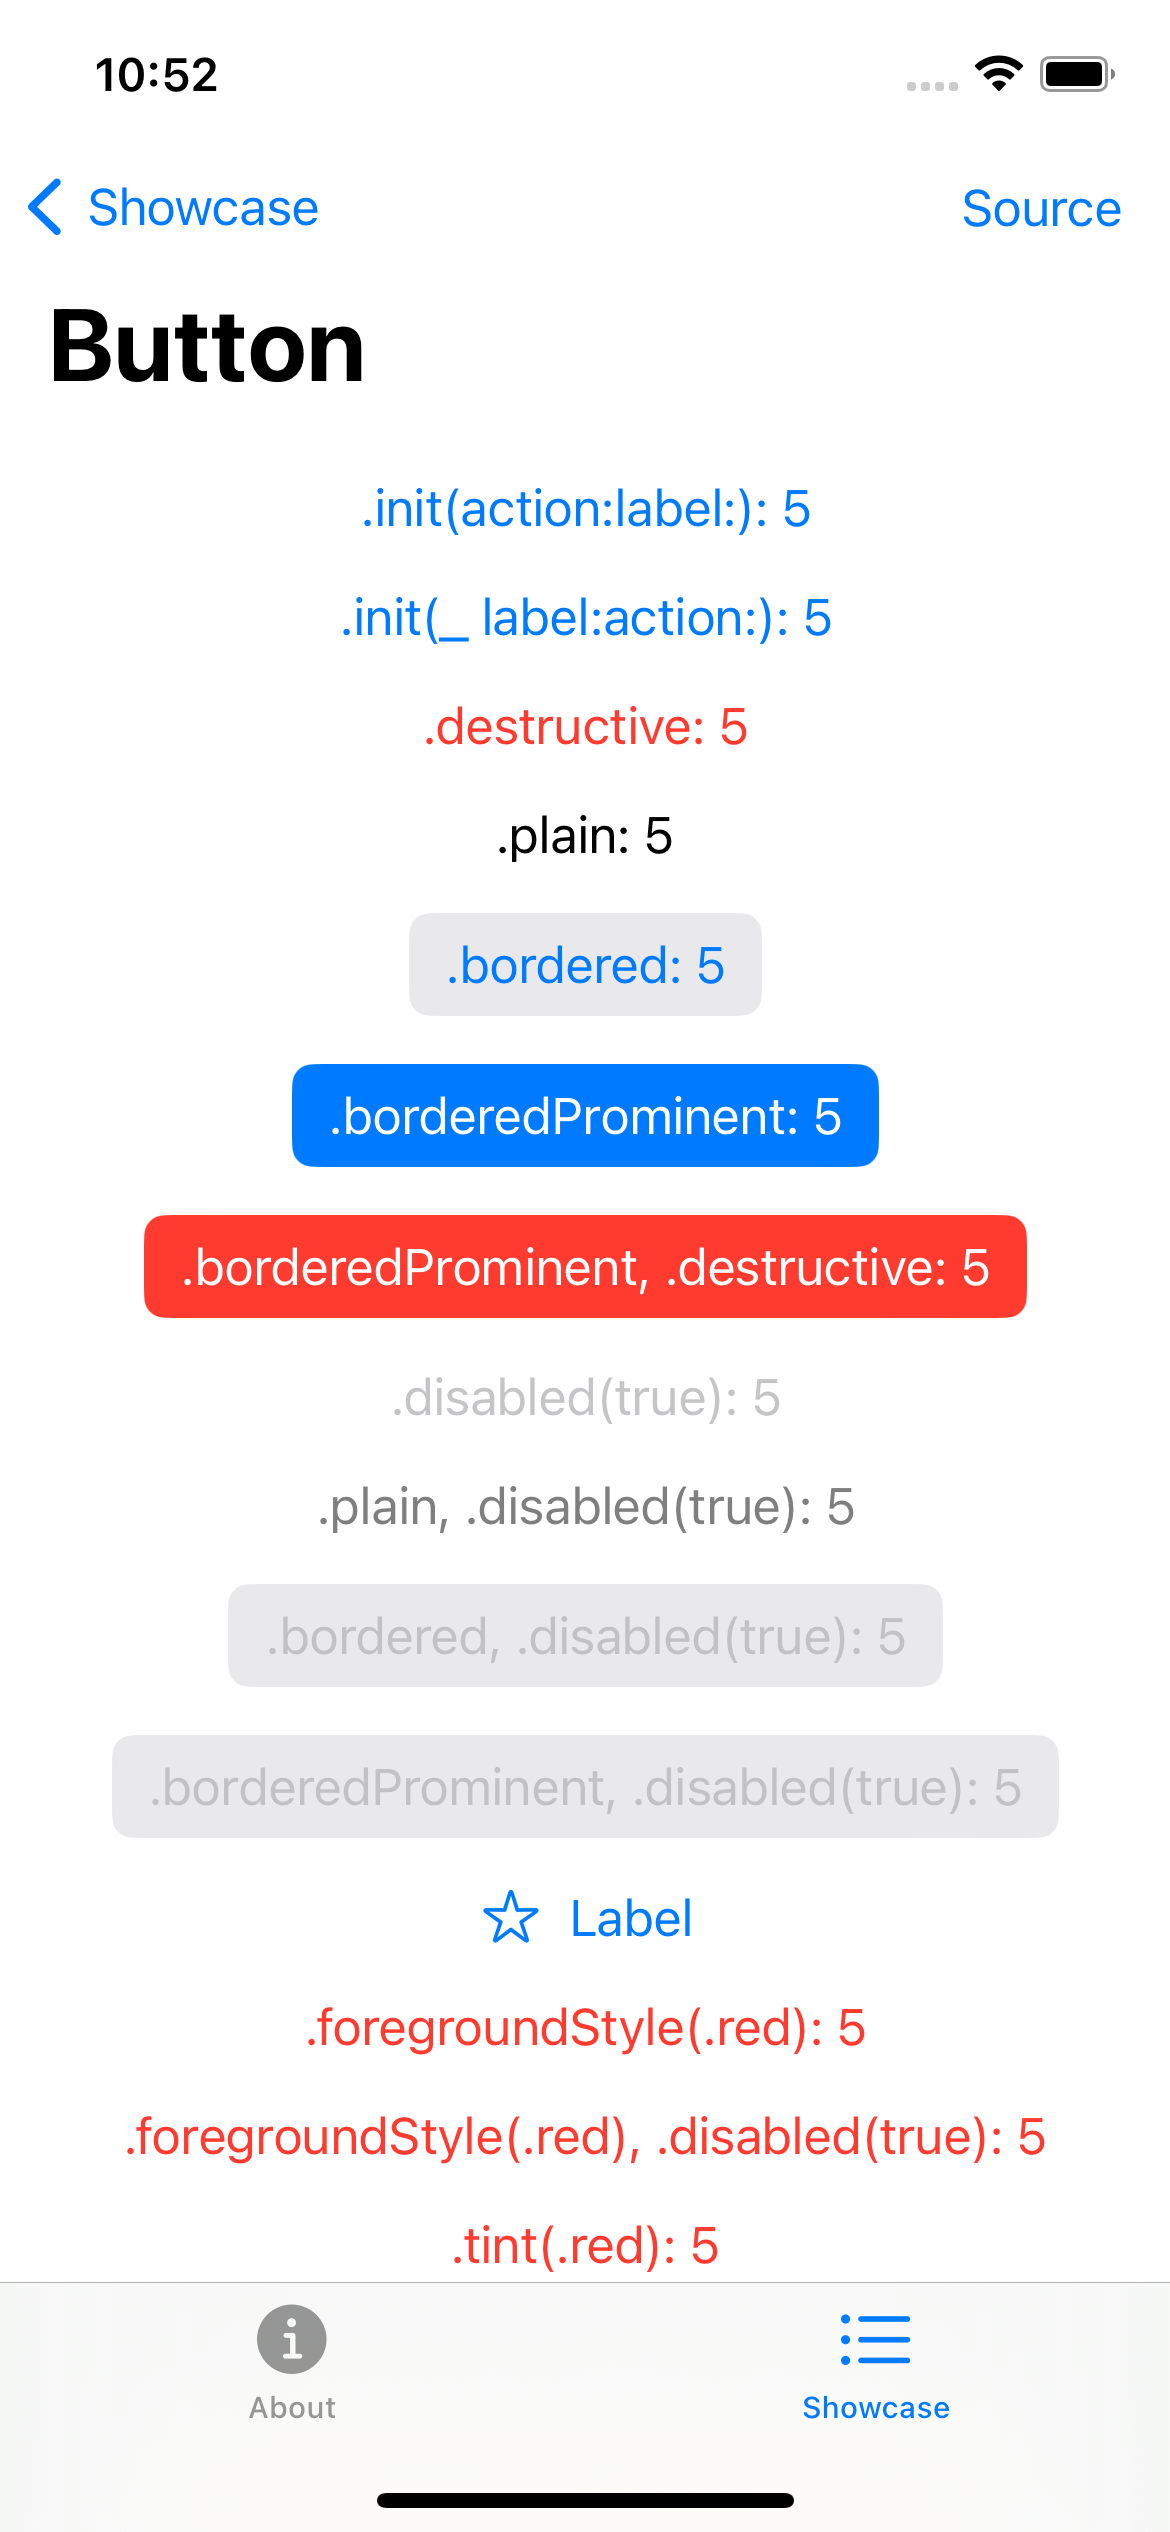 10:52
Showcase
Source
Button
.init(action:label:): 5
.init(_ label:action:): 5
.destructive: 5
.plain: 5
.bordered: 5
.borderedProminent: 5
.borderedProminent, .destructive: 5
.disabled(true): 5
.plain, .disabled(true): 5
.bordered, .disabled(true): 5
.borderedProminent, .disabled(true): 5
Label
.foregroundStyle(.red): 5
.foregroundStyle(.red), .disabled(true): 5
.tint(.red): 5
About
Showcase